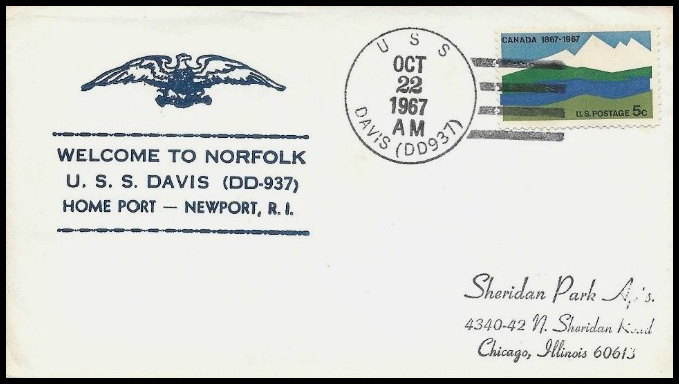 WELCOME TO NORFOLK
U. S. S. DAVIS (DD-937)
HOME PORT — NEWPORT, R. I.
U S S
OCT
22
1967
AM
DAVIS (DD937)
CANADA 1867-1967
U.S. POSTAGE 5c
Sheridan Park
4340-42 N. Sheridan Road
Chicago, Illinois 60613